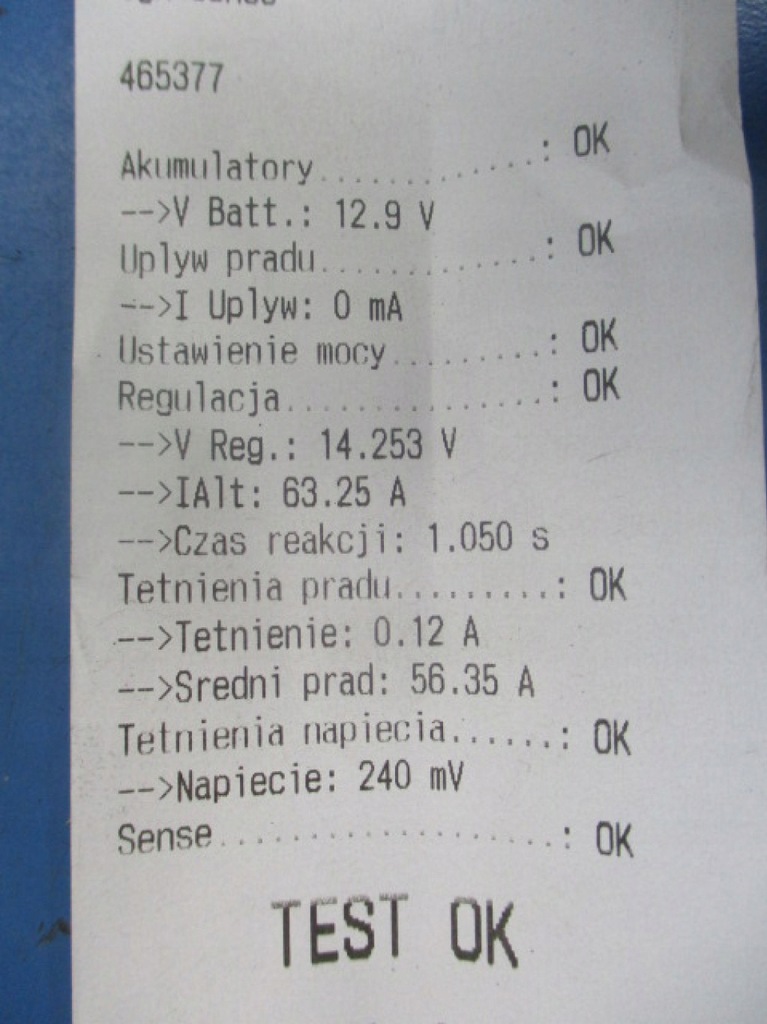 465377
Akumulatory..............: OK
-->V Batt.: 12.9 V
Uplyw pradu..............: OK
-->I Uplyw: 0 mA
Ustawienie mocy..........: OK
Regulacja................: OK
-->V Reg.: 14.253 V
-->IAlt: 63.25 A
-->Czas reakcji: 1.050 s
Tetnienia pradu..........: OK
-->Tetnienie: 0.12 A
-->Sredni prad: 56.35 A
Tetnienia napiecia.......: OK
-->Napiecie: 240 mV
Sense....................: OK
TEST OK